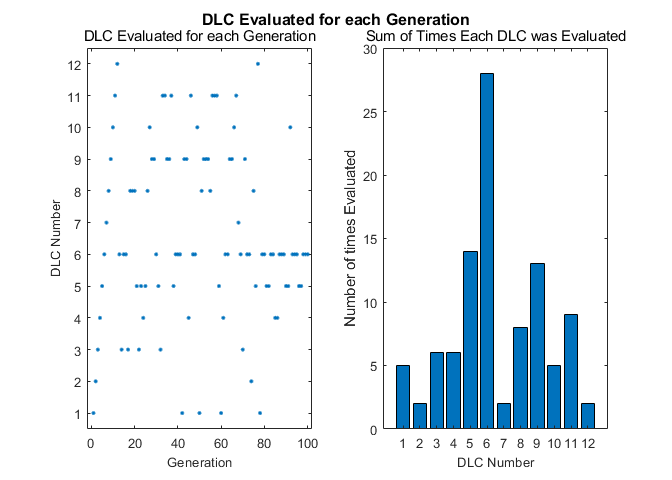 DLC Evaluated for each Generation
DLC Evaluated for each Generation
DLC Number
12
11
10
9
8
7
6
5
4
3
2
1
0 20 40 60 80 100
Generation
Sum of Times Each DLC was Evaluated
Number of times Evaluated
30
25
20
15
10
5
0
1 2 3 4 5 6 7 8 9 10 11 12
DLC Number